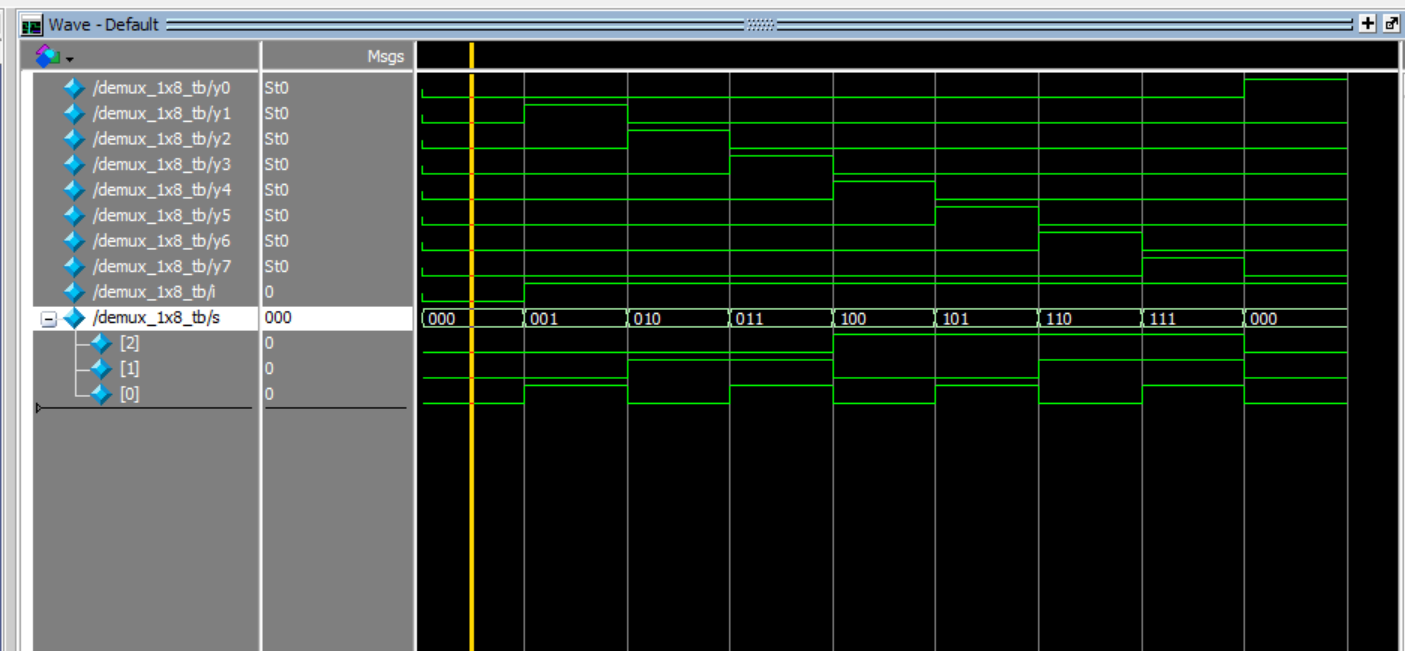 Wave - Default
Msgs
/demux_1x8_tb/y0 St0
/demux_1x8_tb/y1 St0
/demux_1x8_tb/y2 St0
/demux_1x8_tb/y3 St0
/demux_1x8_tb/y4 St0
/demux_1x8_tb/y5 St0
/demux_1x8_tb/y6 St0
/demux_1x8_tb/y7 St0
/demux_1x8_tb/i 0
/demux_1x8_tb/s 000 000 001 010 011 100 101 110 111 000
[2] 0
[1] 0
[0] 0